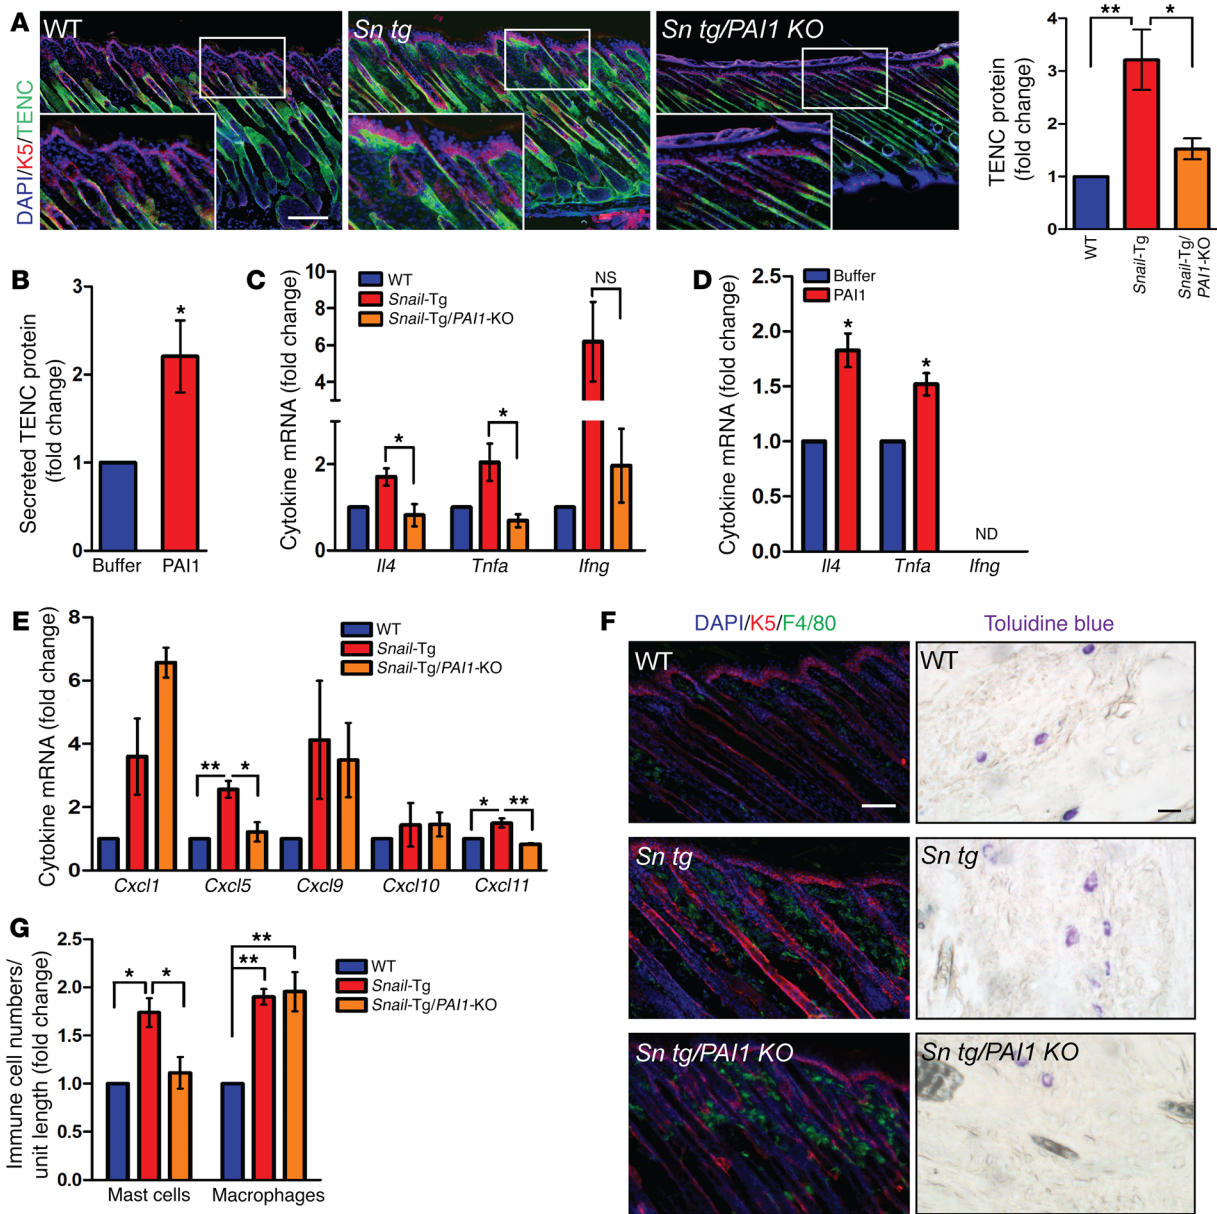 A
WT
Sn tg
Sn tg/PAI1 KO
DAPI/K5/TENC
TENC protein
(fold change)
4
3
2
1
0
**
*
WT
Snail-Tg
Snail-Tg/
PAI1-KO
B
Secreted TENC protein
(fold change)
3
2
1
0
*
Buffer
PAI1
C
Cytokine mRNA (fold change)
10
8
6
4
2
0
WT
Snail-Tg
Snail-Tg/PAI1-KO
*
*
NS
Il4
Tnfa
Ifng
D
Cytokine mRNA (fold change)
2.5
2.0
1.5
1.0
0.5
0.0
Buffer
PAI1
*
*
ND
Il4
Tnfa
Ifng
E
Cytokine mRNA (fold change)
8
6
4
2
0
WT
Snail-Tg
Snail-Tg/PAI1-KO
**
*
*
**
Cxcl1
Cxcl5
Cxcl9
Cxcl10
Cxcl11
F
DAPI/K5/F4/80
Toluidine blue
WT
WT
Sn tg
Sn tg
Sn tg/PAI1 KO
Sn tg/PAI1 KO
G
Immune cell numbers/
unit length (fold change)
2.5
2.0
1.5
1.0
0.5
0.0
*
*
**
**
WT
Snail-Tg
Snail-Tg/PAI1-KO
Mast cells
Macrophages